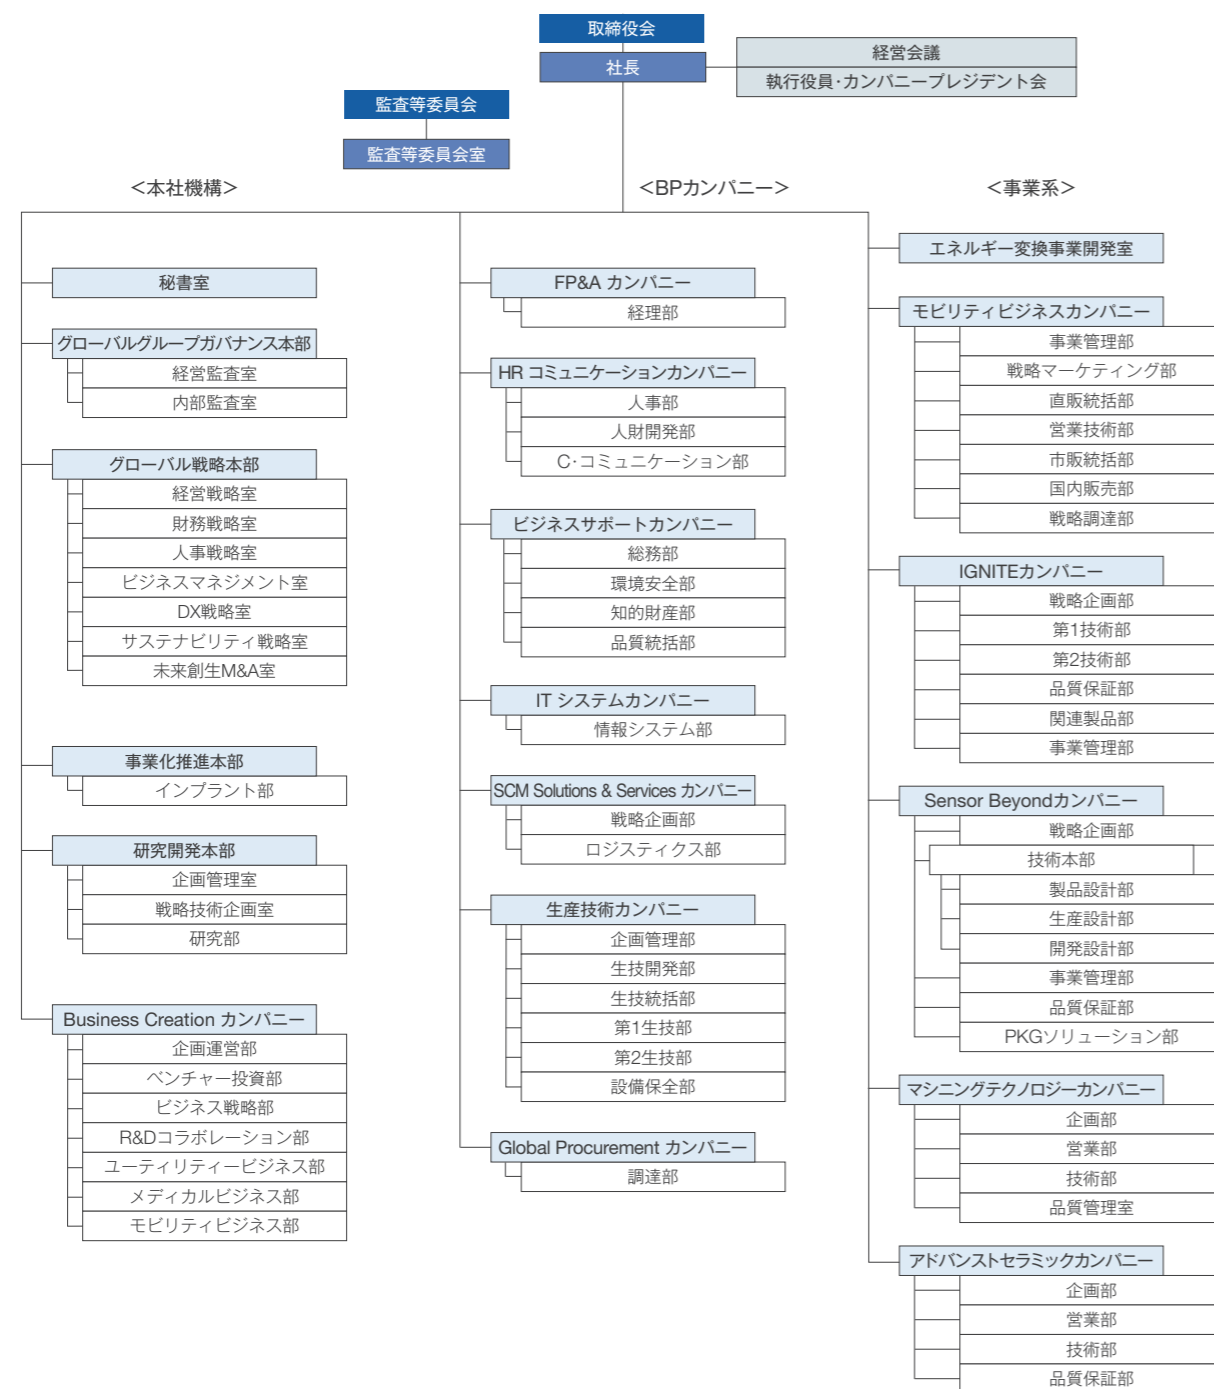 取締役会
社長
経営会議
執行役員・カンパニープレジデント会
監査等委員会
監査等委員会室
＜本社機構＞
秘書室
グローバルグループガバナンス本部
経営監査室
内部監査室
グローバル戦略本部
経営戦略室
財務戦略室
人事戦略室
ビジネスマネジメント室
DX戦略室
サステナビリティ戦略室
未来創生M&A室
事業化推進本部
インプラント部
研究開発本部
企画管理室
戦略技術企画室
研究部
Business Creation カンパニー
企画運営部
ベンチャー投資部
ビジネス戦略部
R&Dコラボレーション部
ユーティリティービジネス部
メディカルビジネス部
モビリティビジネス部
＜BPカンパニー＞
FP&A カンパニー
経理部
HR コミュニケーションカンパニー
人事部
人財開発部
C・コミュニケーション部
ビジネスサポートカンパニー
総務部
環境安全部
知的財産部
品質統括部
IT システムカンパニー
情報システム部
SCM Solutions & Services カンパニー
戦略企画部
ロジスティクス部
生産技術カンパニー
企画管理部
生技開発部
生技統括部
第1生技部
第2生技部
設備保全部
Global Procurement カンパニー
調達部
＜事業系＞
エネルギー変換事業開発室
モビリティビジネスカンパニー
事業管理部
戦略マーケティング部
直販統括部
営業技術部
市販統括部
国内販売部
戦略調達部
IGNITEカンパニー
戦略企画部
第1技術部
第2技術部
品質保証部
関連製品部
事業管理部
Sensor Beyondカンパニー
戦略企画部
技術本部
製品設計部
生産設計部
開発設計部
事業管理部
品質保証部
PKGソリューション部
マシニングテクノロジーカンパニー
企画部
営業部
技術部
品質管理室
アドバンストセラミックカンパニー
企画部
営業部
技術部
品質保証部